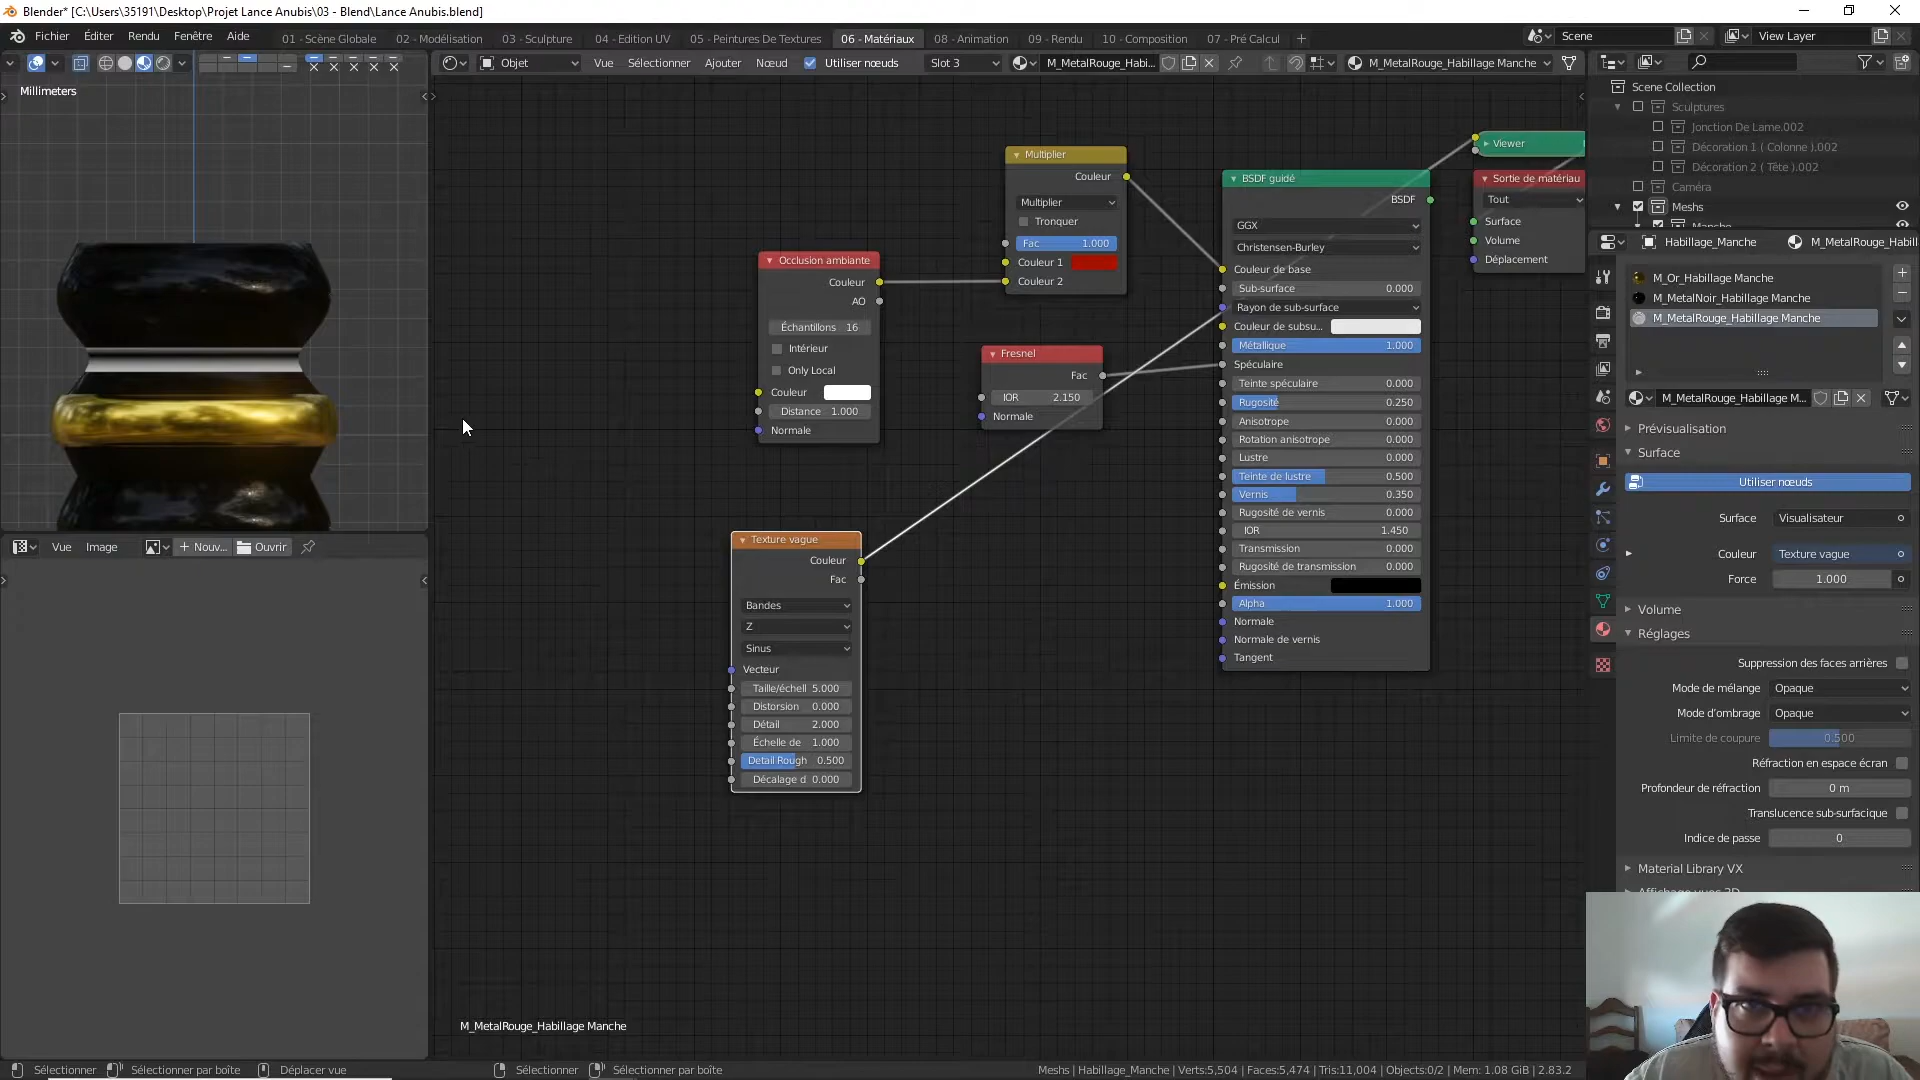 Blender* [C:\Users\35191\Desktop\Projet Lance Anubis\03 - Blend\Lance Anubis.blend]
Fichier Éditer Rendu Fenêtre Aide 01 - Scène Globale 02 - Modélisation 03 - Sculpture 04 - Edition UV 05 - Peintures De Textures 06 - Matériaux 08 - Animation 09 - Rendu 10 - Composition 07 - Pré Calcul + Scene View Layer
Objet Vue Sélectionner Ajouter Nœud Utiliser nœuds Slot 3 M_MetalRouge_Habi... M_MetalRouge_Habillage Manche
Millimeters
Scene Collection
Sculptures
Jonction De Lame.002
Décoration 1 ( Colonne ).002
Décoration 2 ( Tête ).002
Caméra
Meshs
Manche
Habillage_Manche M_MetalRouge_Habill
M_Or_Habillage Manche
M_MetalNoir_Habillage Manche
M_MetalRouge_Habillage Manche
M_MetalRouge_Habillage M...
Prévisualisation
Surface
Utiliser nœuds
Surface Visualisateur
Couleur Texture vague
Force 1.000
Volume
Réglages
Suppression des faces arrières
Mode de mélange Opaque
Mode d'ombrage Opaque
Limite de coupure 0.500
Réfraction en espace écran
Profondeur de réfraction 0 m
Translucence sub-surfacique
Indice de passe 0
Material Library VX
Multiplier
Couleur
Multiplier
Tronquer
Fac 1.000
Couleur 1
Couleur 2
Occlusion ambiante
Couleur
AO
Échantillons 16
Intérieur
Only Local
Couleur
Distance 1.000
Normale
Fresnel
Fac
IOR 2.150
Normale
BSDF guidé
BSDF
GGX
Christensen-Burley
Couleur de base
Sub-surface 0.000
Rayon de sub-surface
Couleur de subsu...
Métallique 1.000
Spéculaire
Teinte spéculaire 0.000
Rugosité 0.250
Anisotrope 0.000
Rotation anisotrope 0.000
Lustre 0.000
Teinte de lustre 0.500
Vernis 0.350
Rugosité de vernis 0.000
IOR 1.450
Transmission 0.000
Rugosité de transmission 0.000
Émission
Alpha 1.000
Normale
Normale de vernis
Tangent
Viewer
Sortie de matériau
Tout
Surface
Volume
Déplacement
Texture vague
Couleur
Fac
Bandes
Z
Sinus
Vecteur
Taille/échell 5.000
Distorsion 0.000
Détail 2.000
Échelle de 1.000
Detail Rough 0.500
Décalage d 0.000
Vue Image + Nouv... Ouvrir
M_MetalRouge_Habillage Manche
Sélectionner Sélectionner par boîte Déplacer vue Sélectionner Sélectionner par boîte Meshs | Habillage_Manche | Verts:5,504 | Faces:5,474 | Tris:11,004 | Objects:0/2 | Mem: 1.08 GiB | 2.83.2